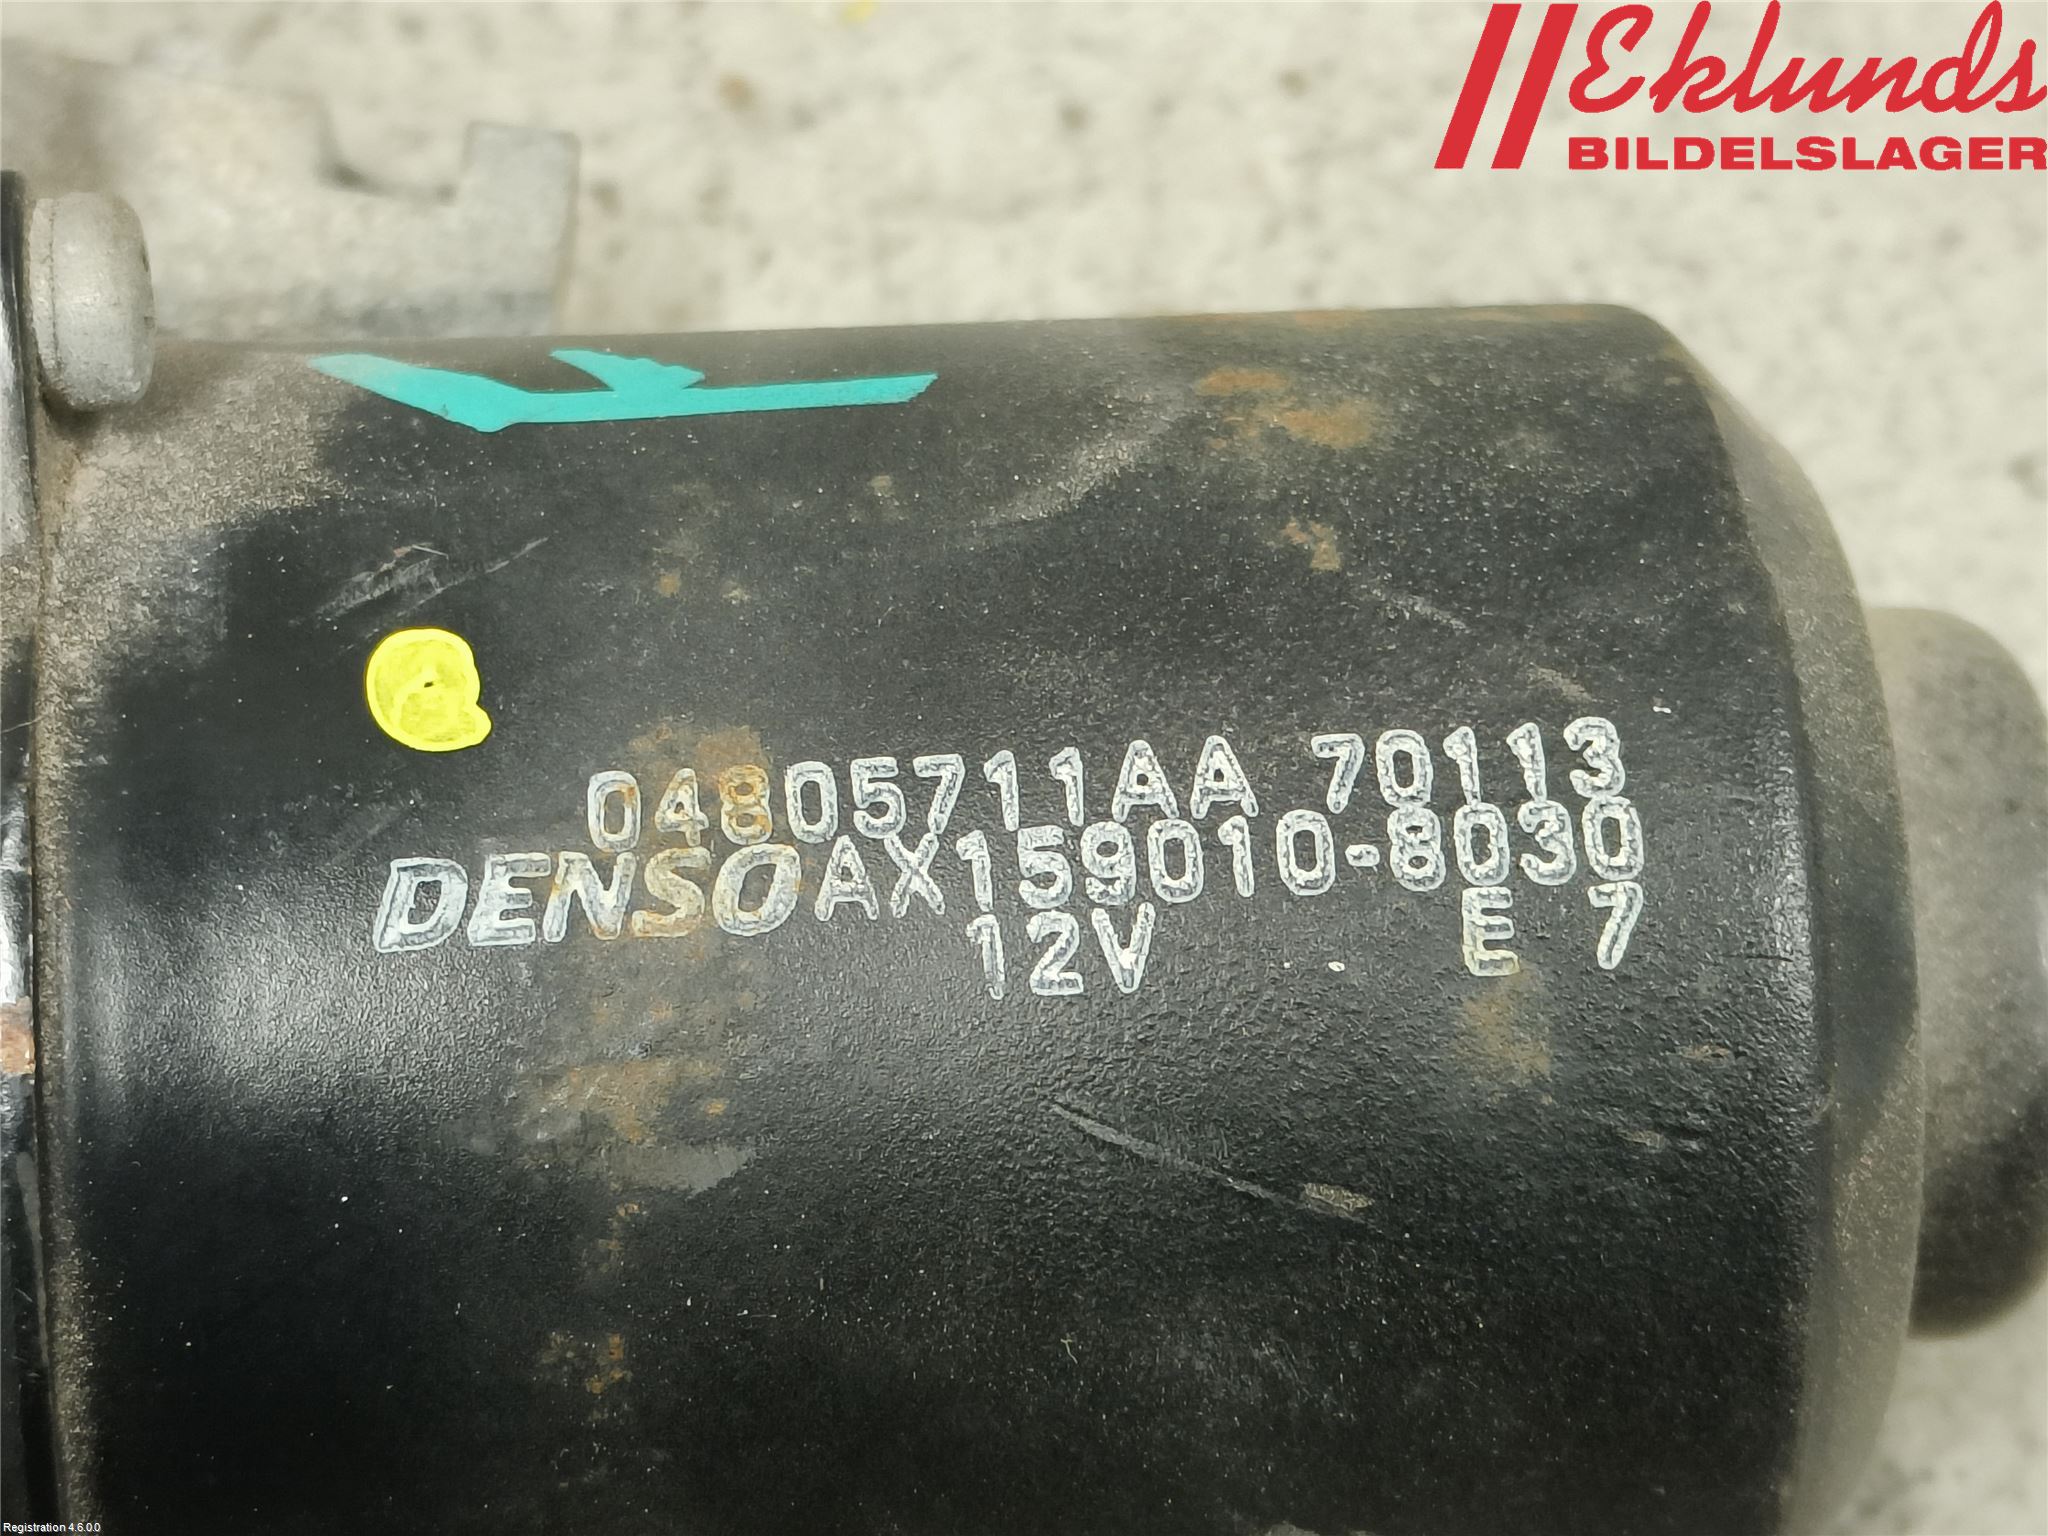 Eklunds
BILDELSLAGER
04805711AA 70113
DENSO AX159010-8030
12V E 7
Registration 4.6.0.0